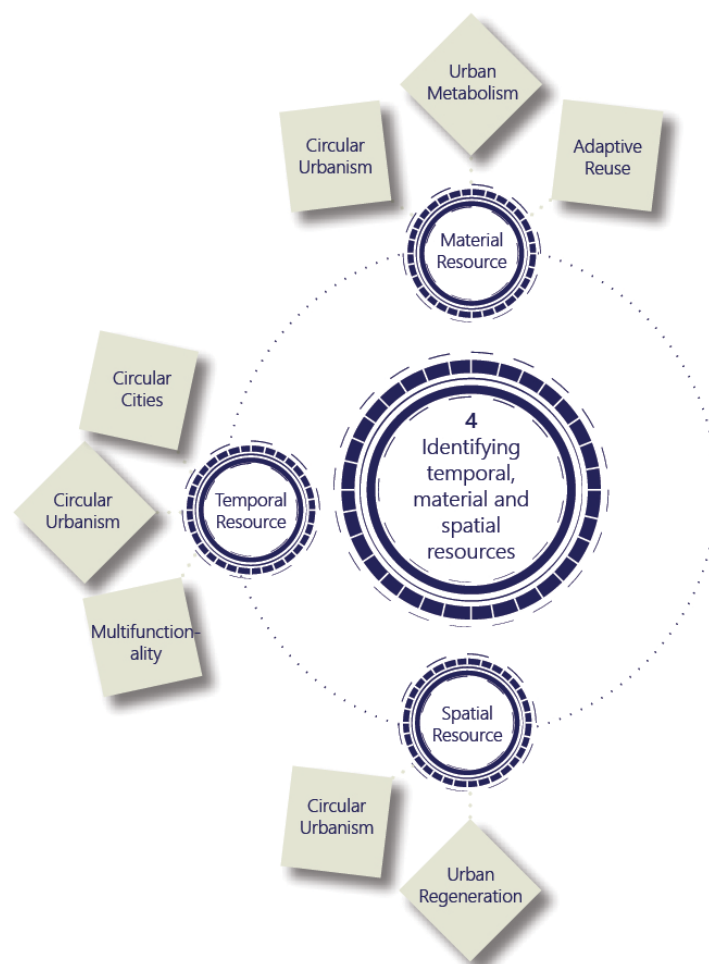 Urban
Metabolism
Circular
Urbanism
Adaptive
Reuse
Material
Resource
Circular
Cities
4
Identifying
temporal,
material and
spatial
resources
Circular
Urbanism
Temporal
Resource
Multifunction-
ality
Spatial
Resource
Circular
Urbanism
Urban
Regeneration